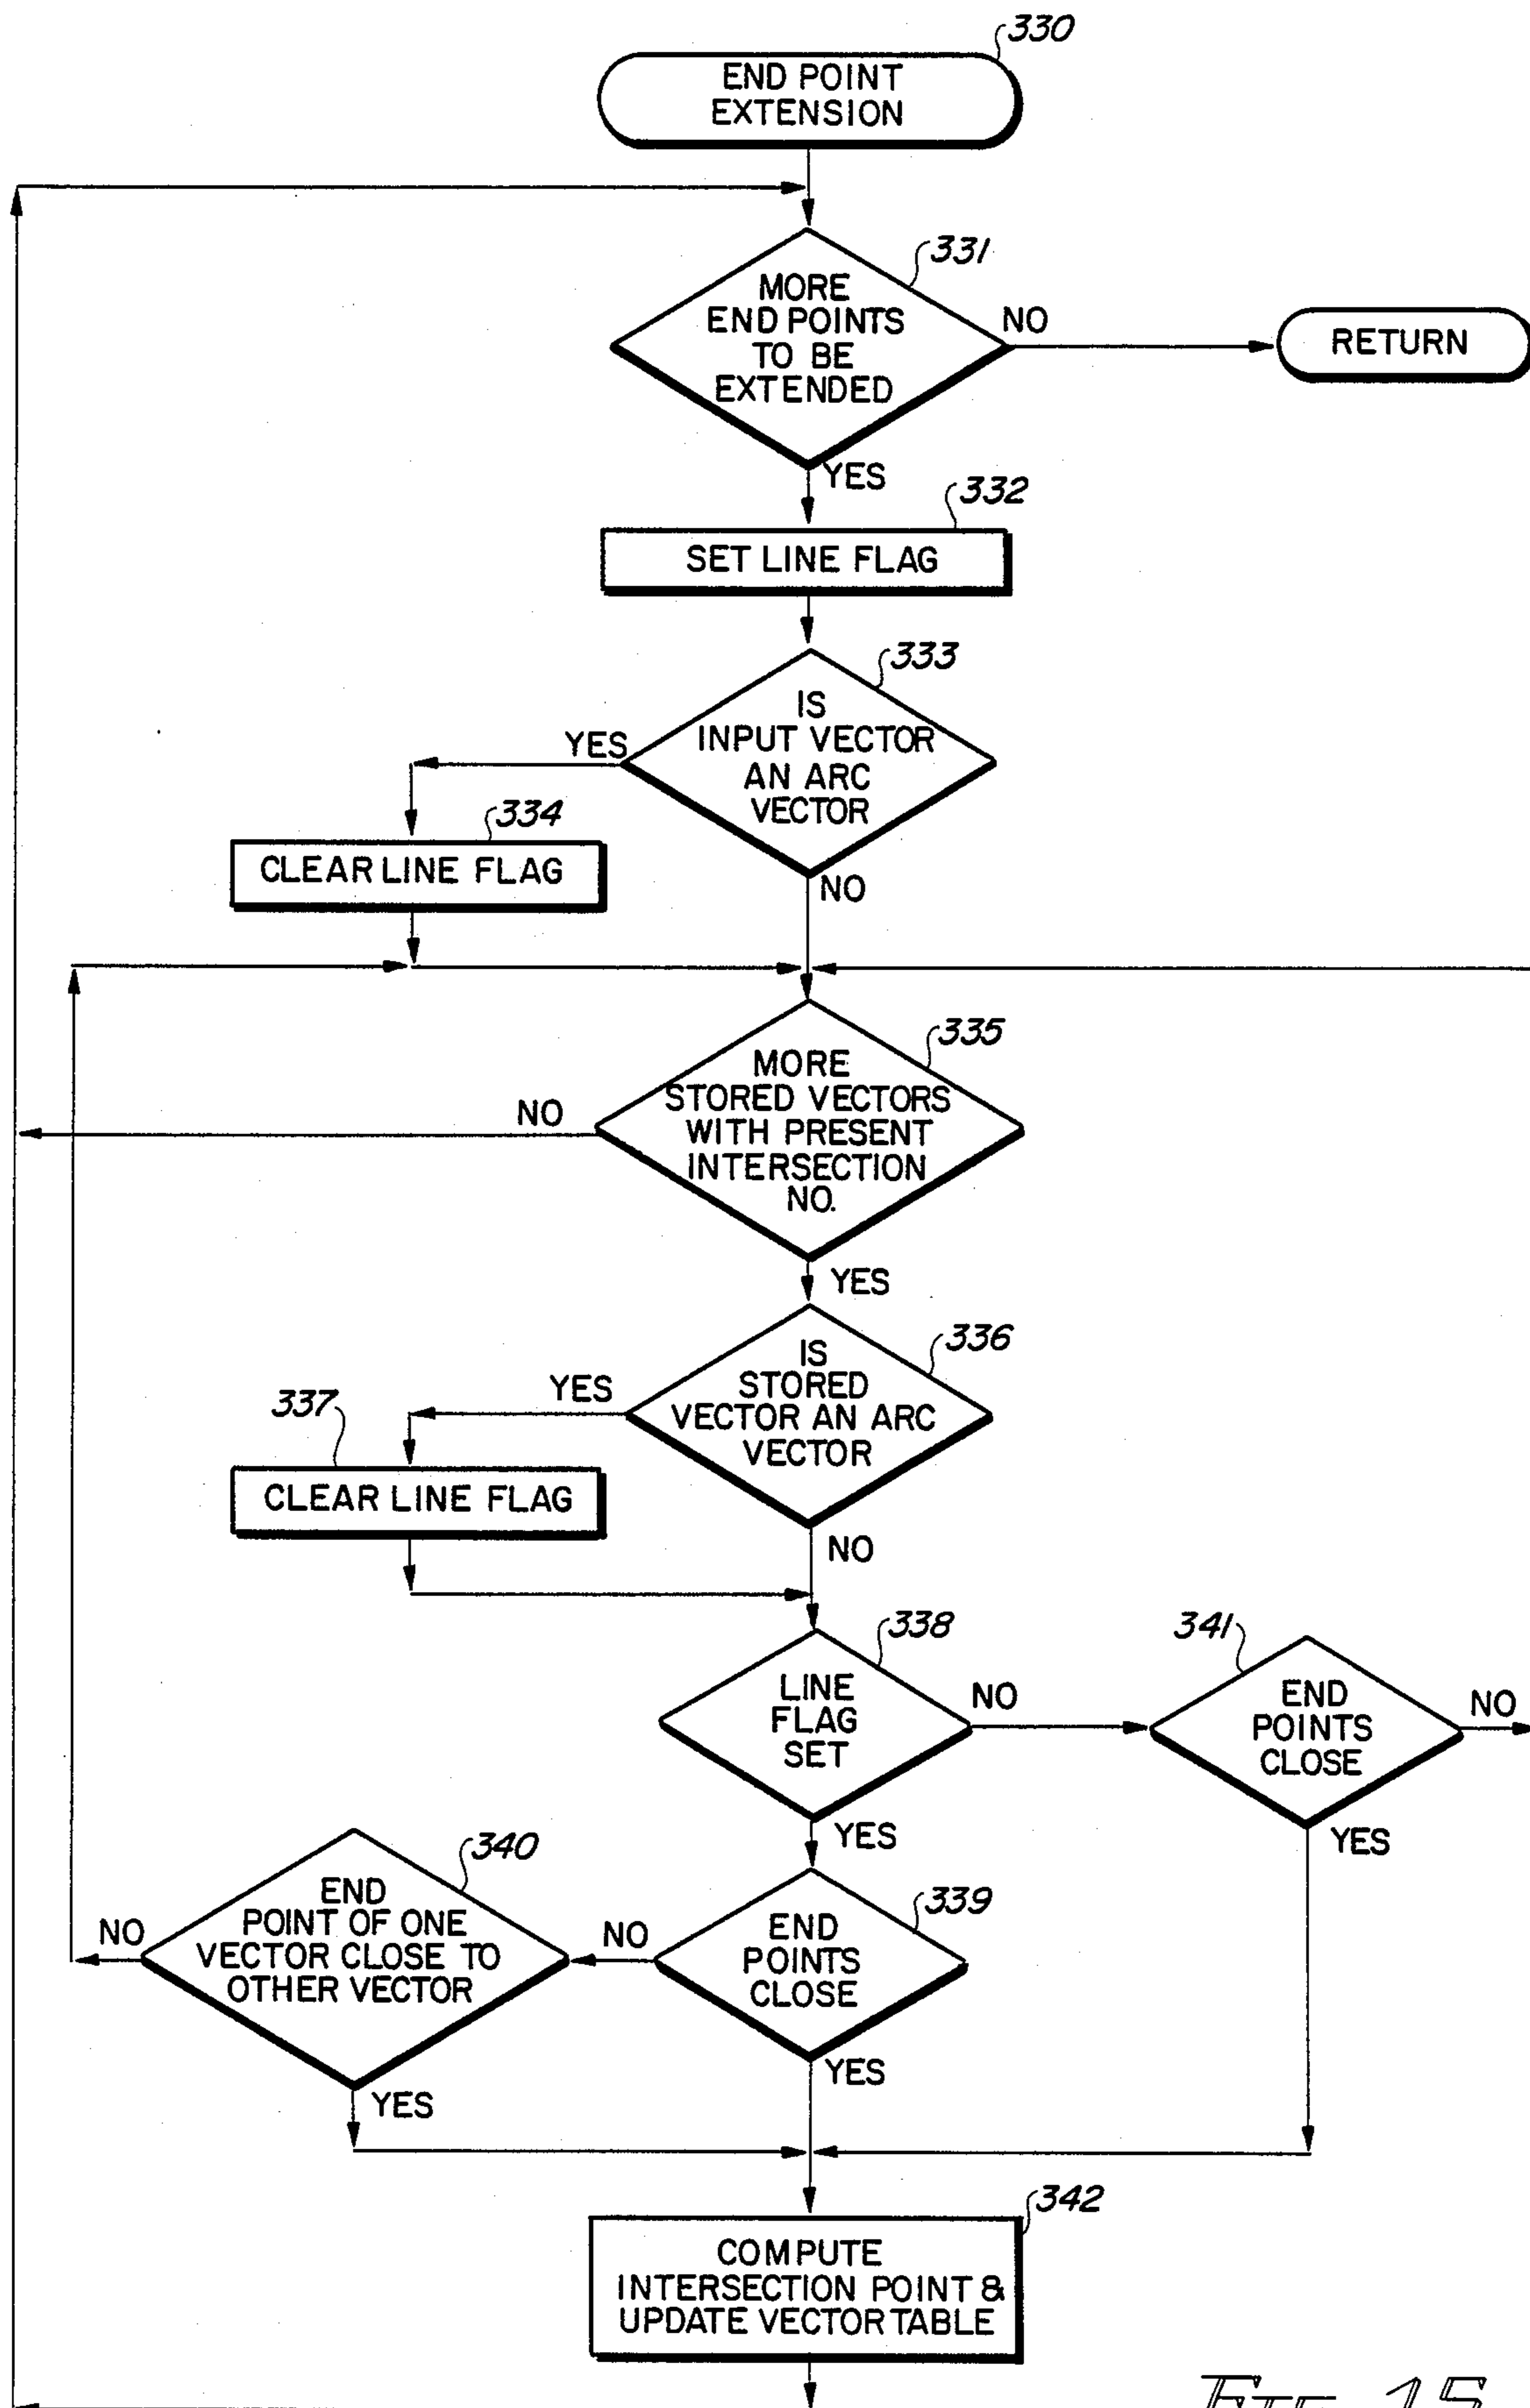 330
END POINT
EXTENSION
331
MORE
END POINTS
TO BE
EXTENDED
NO
RETURN
YES
332
SET LINE FLAG
333
IS
INPUT VECTOR
AN ARC
VECTOR
YES
334
CLEAR LINE FLAG
NO
335
MORE
STORED VECTORS
WITH PRESENT
INTERSECTION
NO.
NO
YES
336
IS
STORED
VECTOR AN ARC
VECTOR
YES
337
CLEAR LINE FLAG
NO
338
LINE
FLAG
SET
NO
341
END
POINTS
CLOSE
NO
YES
YES
339
END
POINTS
CLOSE
NO
340
END
POINT OF ONE
VECTOR CLOSE TO
OTHER VECTOR
NO
YES
YES
342
COMPUTE
INTERSECTION POINT &
UPDATE VECTOR TABLE